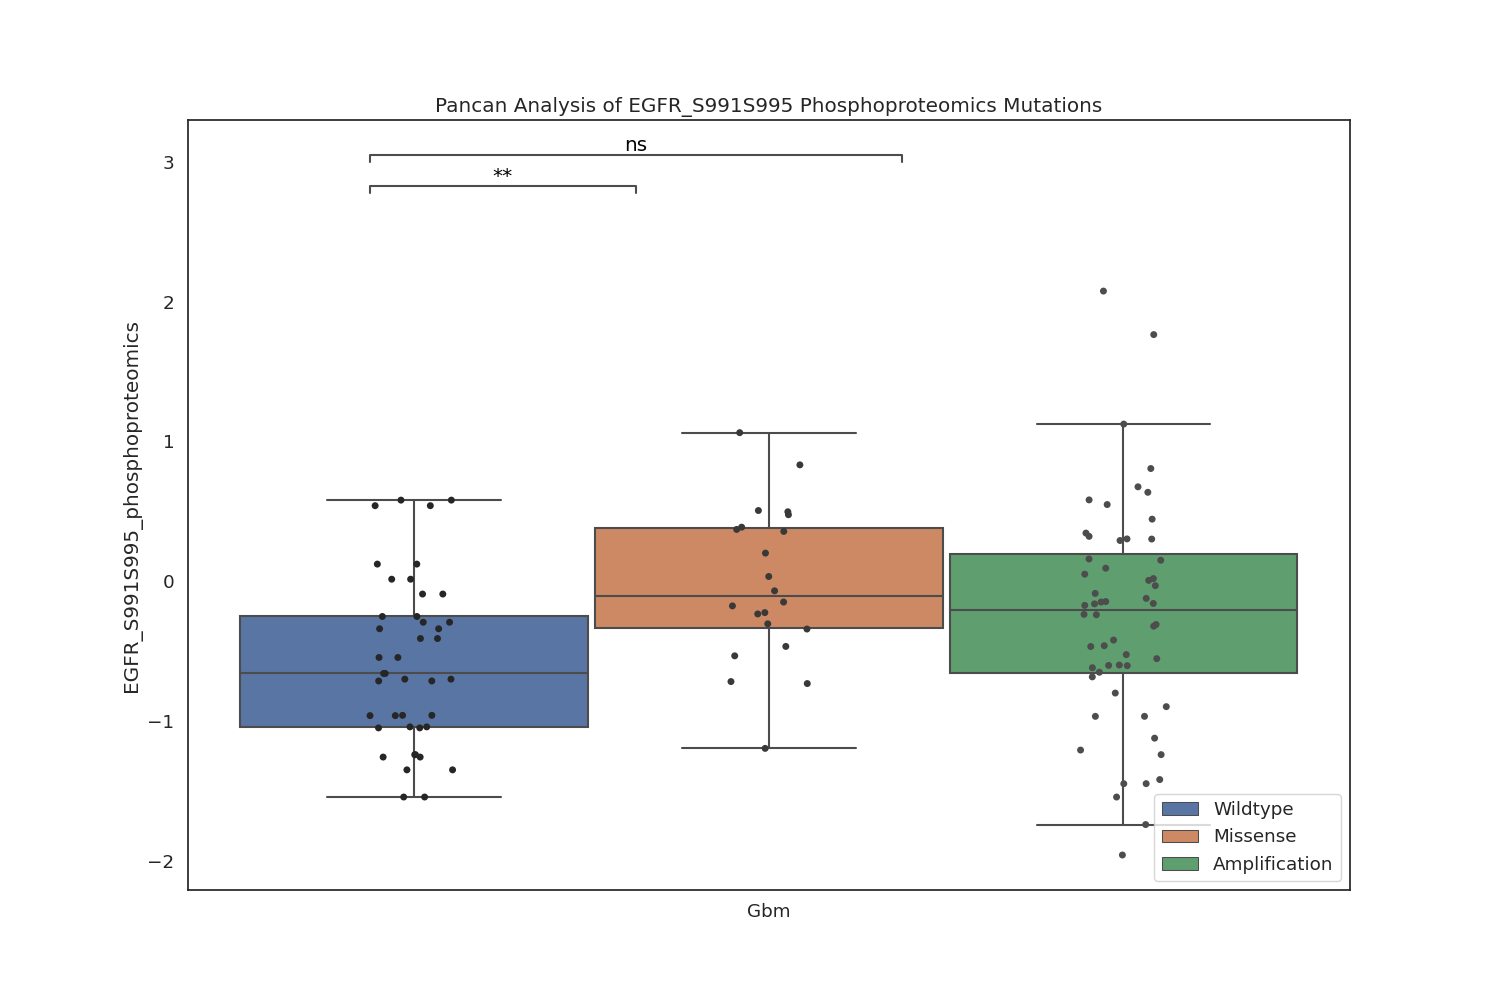 Pancan Analysis of EGFR_S991S995 Phosphoproteomics Mutations
ns
**
3
2
1
0
−1
−2
EGFR_S991S995_phosphoproteomics
Wildtype
Missense
Amplification
Gbm